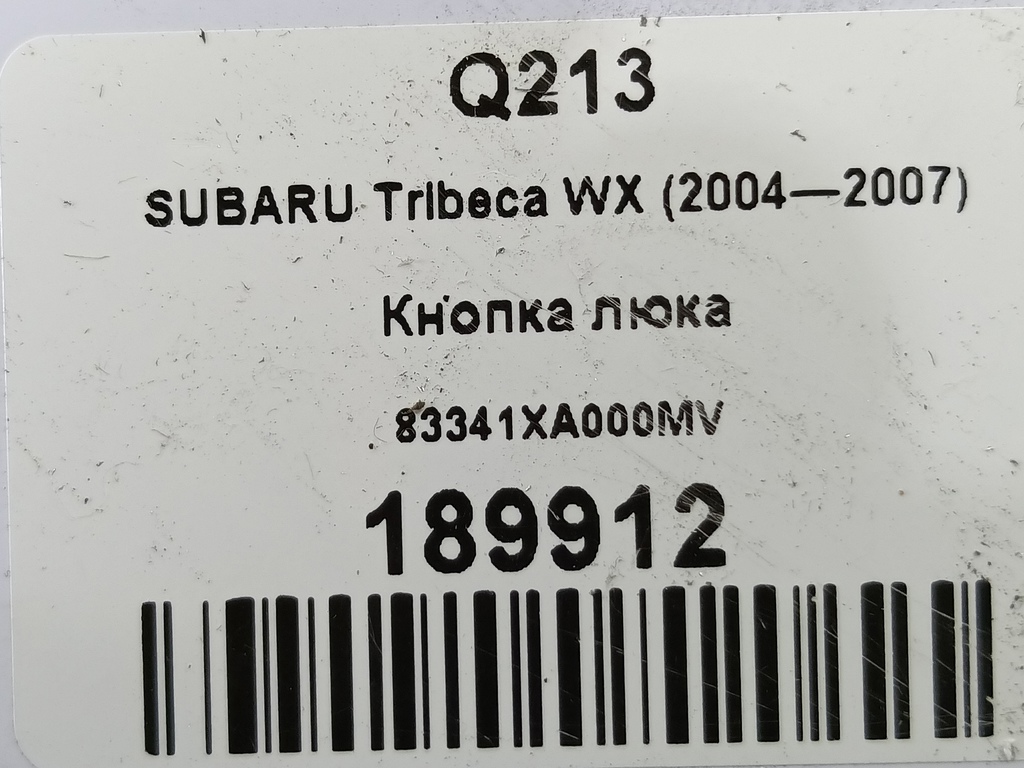 Q213
SUBARU Tribeca WX (2004—2007)
Кнопка люка
83341XA000MV
189912